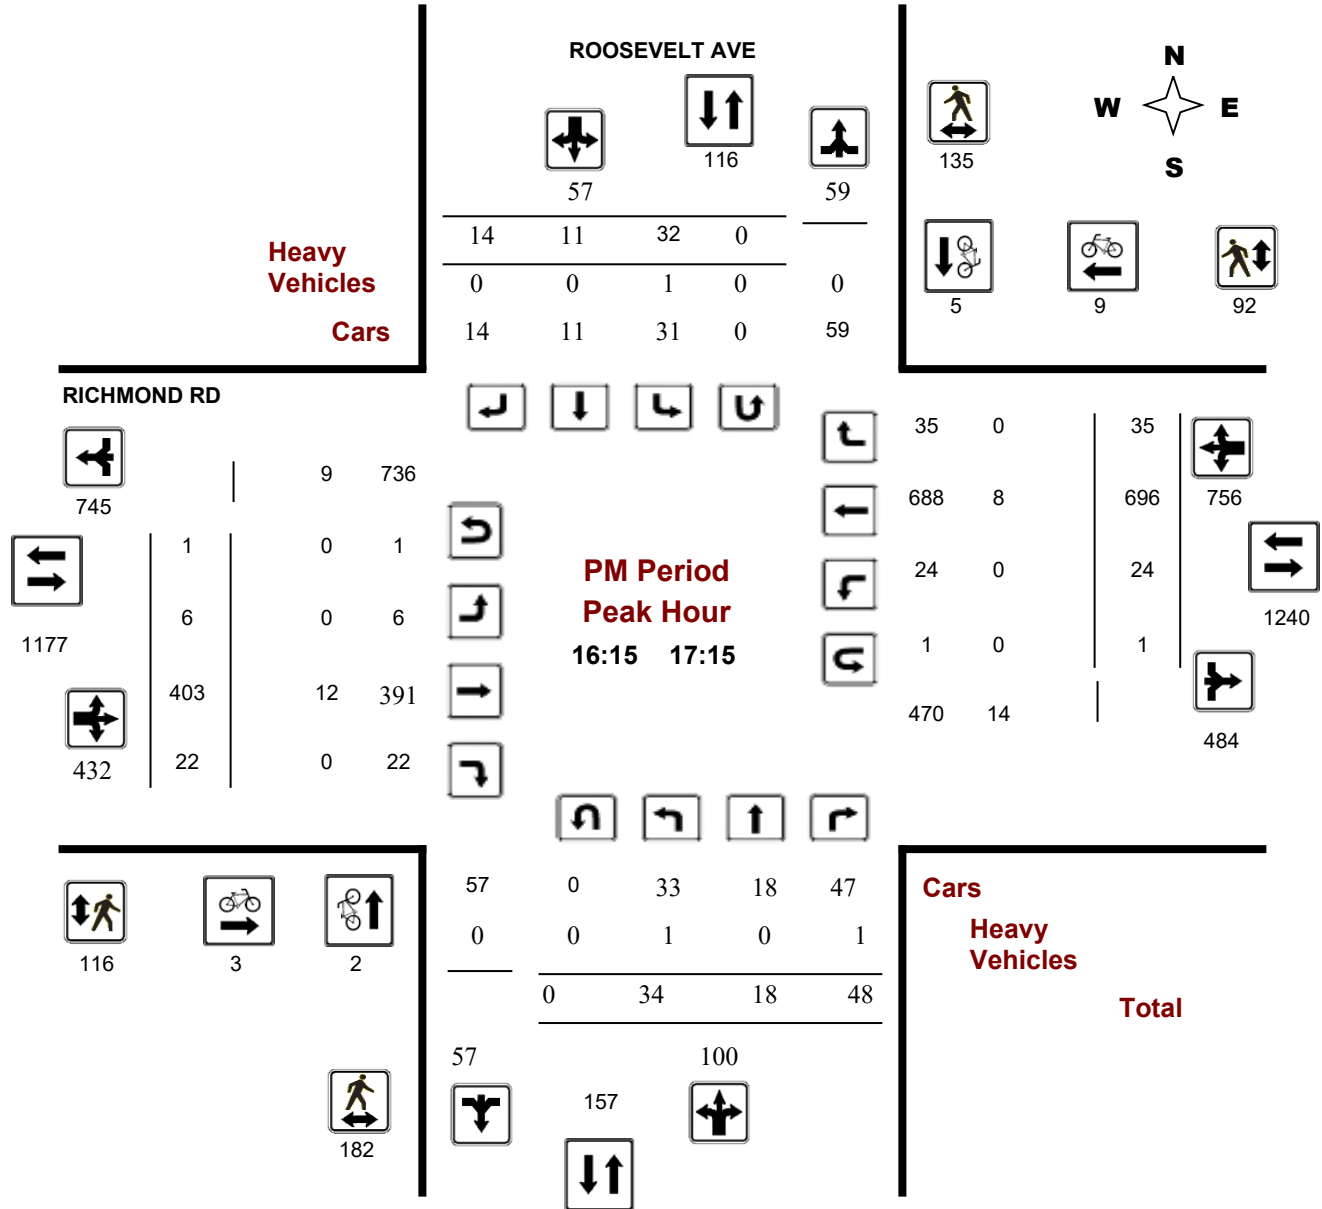 ROOSEVELT AVE
N
W E
S
116
135
57 59
14 11 32 0
Heavy
Vehicles
0 0 1 0 0
5 9 92
Cars
14 11 31 0 59
RICHMOND RD
35 0 35
9 736
745
688 8 696 756
1 0 1
PM Period
24 0 24
Peak Hour
6 0 6
1240
1177
16:15 17:15
1 0 1
403 12 391
470 14
484
432 22 0 22
57 0 33 18 47
Cars
0 0 1 0 1
Heavy
Vehicles
116 3 2
0 34 18 48
Total
57 100
157
182